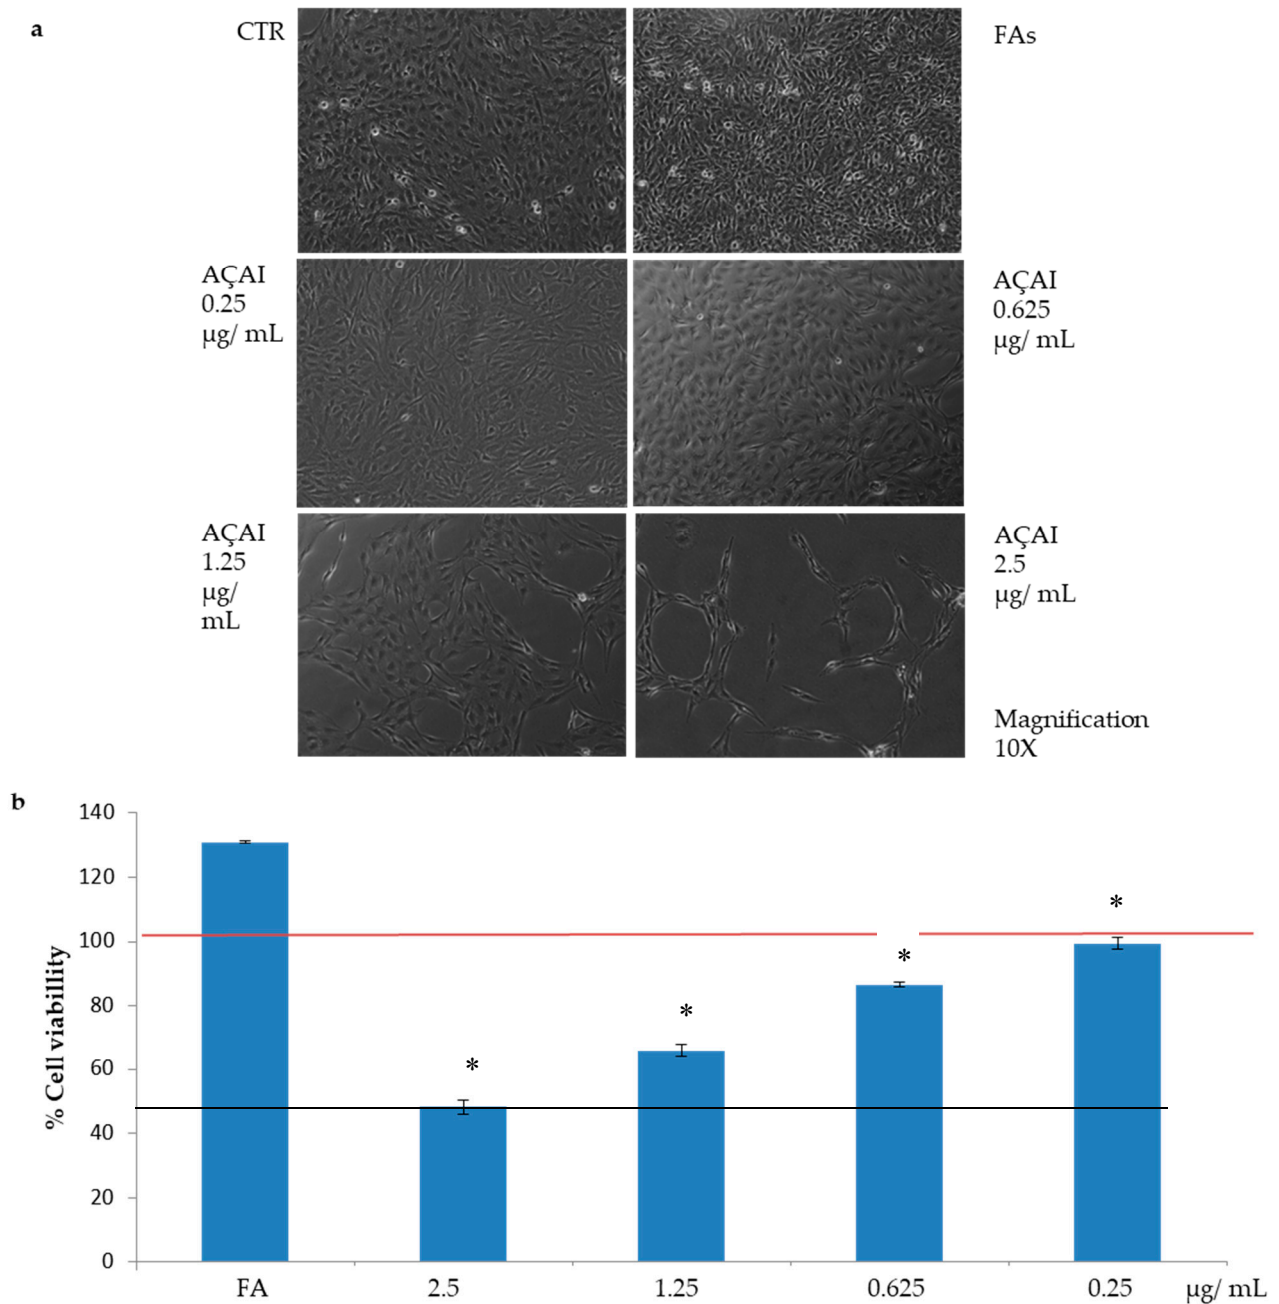 a
CTR
FAs
AÇAI
0.25
µg/ mL
AÇAI
0.625
µg/ mL
AÇAI
1.25
µg/
mL
AÇAI
2.5
µg/ mL
Magnification
10X
b
% Cell viabillity
140
120
100
80
60
40
20
0
*
*
*
*
FA 2.5 1.25 0.625 0.25 µg/ mL